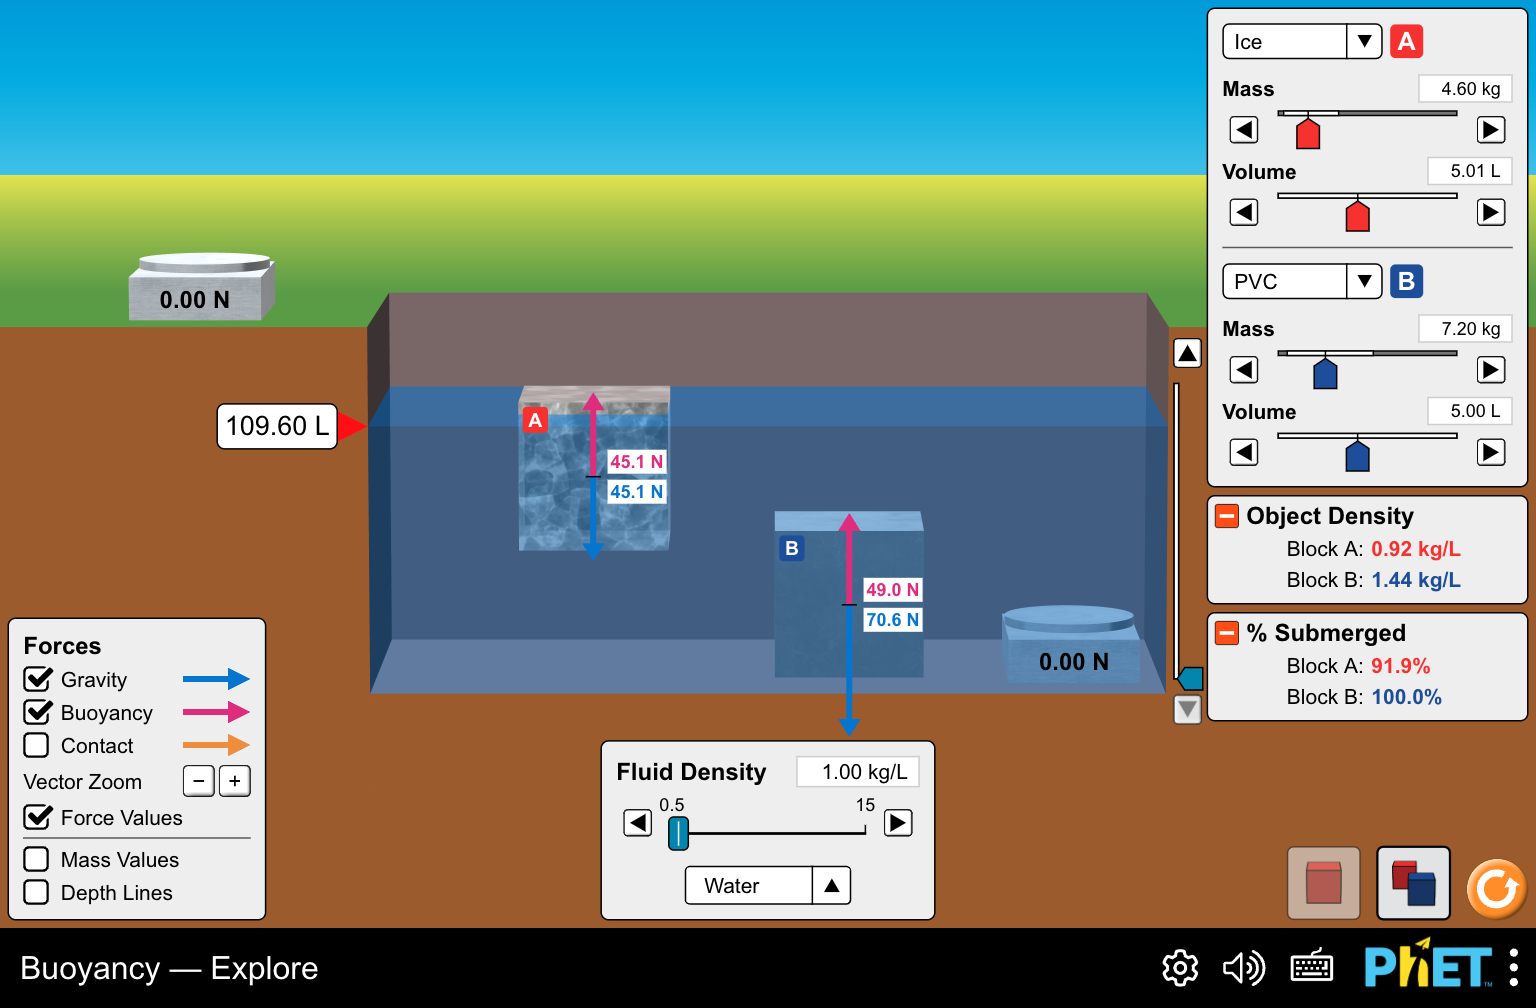 Ice
A
Mass
4.60 kg
Volume
5.01 L
PVC
B
Mass
7.20 kg
Volume
5.00 L
0.00 N
109.60 L
A
45.1 N
45.1 N
B
49.0 N
70.6 N
0.00 N
Object Density
Block A: 0.92 kg/L
Block B: 1.44 kg/L
% Submerged
Block A: 91.9%
Block B: 100.0%
Forces
Gravity
Buoyancy
Contact
Vector Zoom
Force Values
Mass Values
Depth Lines
Fluid Density
1.00 kg/L
0.5 15
Water
Buoyancy — Explore
PhET™